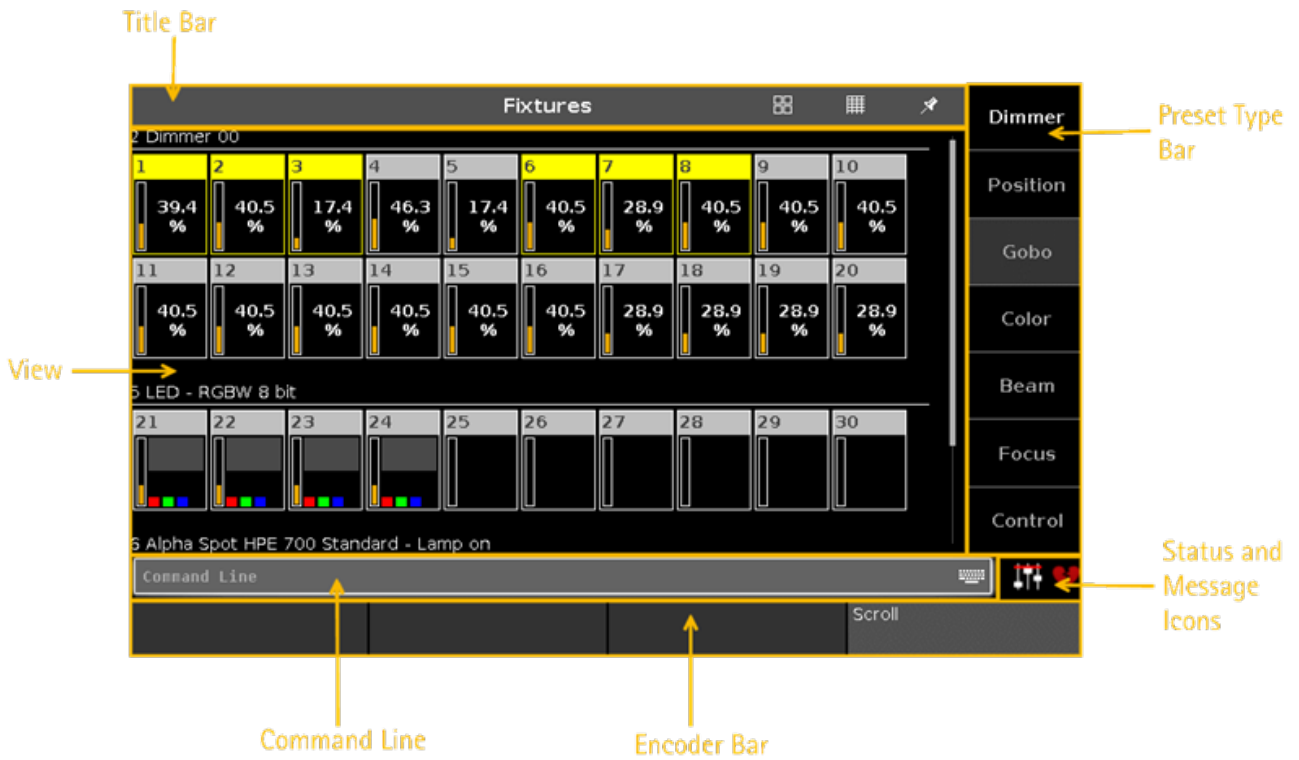 Title Bar
Fixtures
Dimmer
Preset Type
Bar
2 Dimmer 00
1 2 3 4 5 6 7 8 9 10
39.4 40.5 17.4 46.3 17.4 40.5 28.9 40.5 40.5 40.5
% % % % % % % % % %
Position
Gobo
11 12 13 14 15 16 17 18 19 20
40.5 40.5 40.5 40.5 40.5 40.5 28.9 28.9 28.9 28.9
% % % % % % % % % %
Color
View
Beam
LED - RGBW 8 bit
21 22 23 24 25 26 27 28 29 30
Focus
Control
6 Alpha Spot HPE 700 Standard - Lamp on
Command Line
Status and
Message
Icons
Scroll
Command Line
Encoder Bar